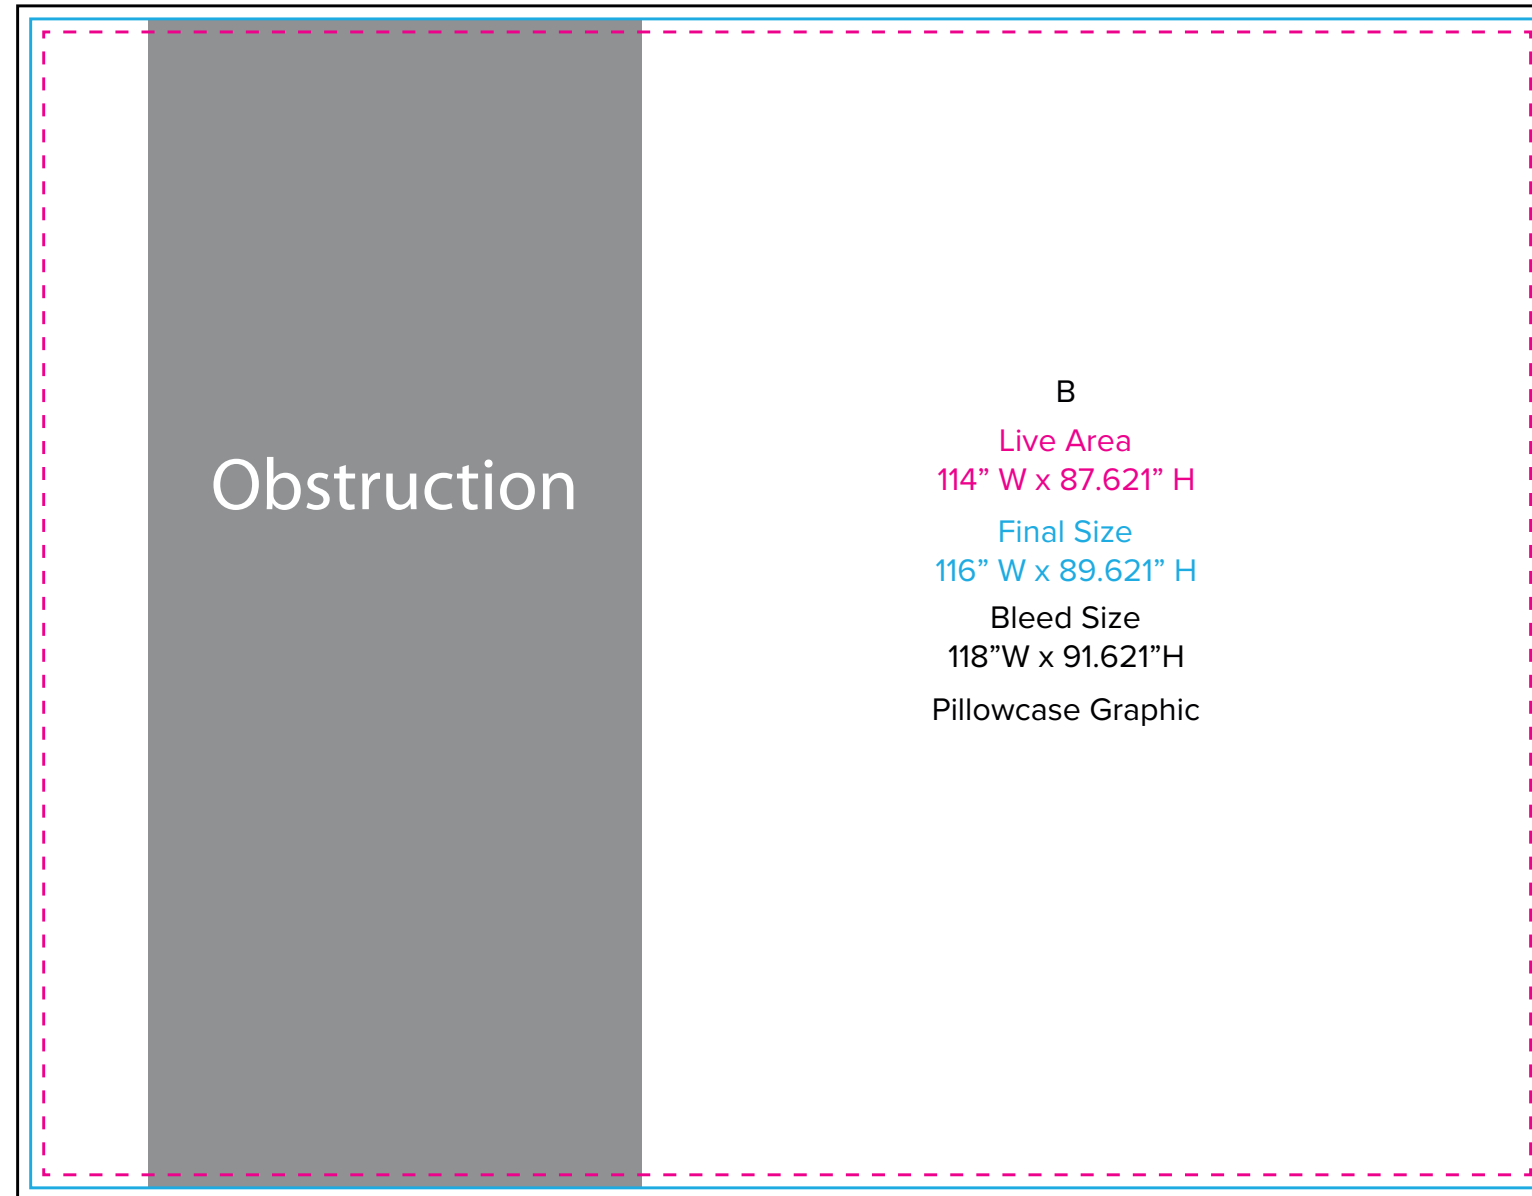 Obstruction
B
Live Area
114” W x 87.621” H
Final Size
116” W x 89.621” H
Bleed Size
118”W x 91.621”H
Pillowcase Graphic